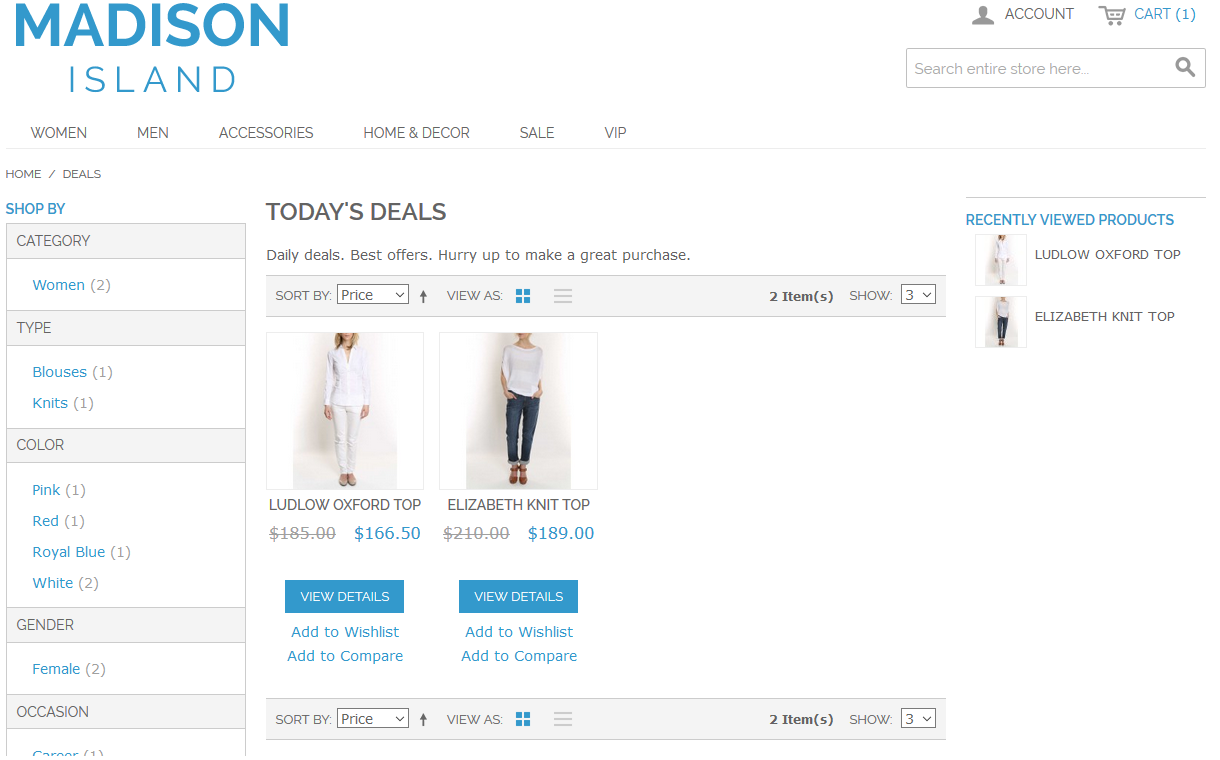 MADISON
ISLAND
ACCOUNT
CART (1)
Search entire store here...
WOMEN MEN ACCESSORIES HOME & DECOR SALE VIP
HOME / DEALS
SHOP BY
CATEGORY
Women (2)
TYPE
Blouses (1)
Knits (1)
COLOR
Pink (1)
Red (1)
Royal Blue (1)
White (2)
GENDER
Female (2)
OCCASION
Career (1)
TODAY'S DEALS
Daily deals. Best offers. Hurry up to make a great purchase.
SORT BY: Price VIEW AS: 2 Item(s) SHOW: 3
LUDLOW OXFORD TOP
$185.00 $166.50
VIEW DETAILS
Add to Wishlist
Add to Compare
ELIZABETH KNIT TOP
$210.00 $189.00
VIEW DETAILS
Add to Wishlist
Add to Compare
SORT BY: Price VIEW AS: 2 Item(s) SHOW: 3
RECENTLY VIEWED PRODUCTS
LUDLOW OXFORD TOP
ELIZABETH KNIT TOP